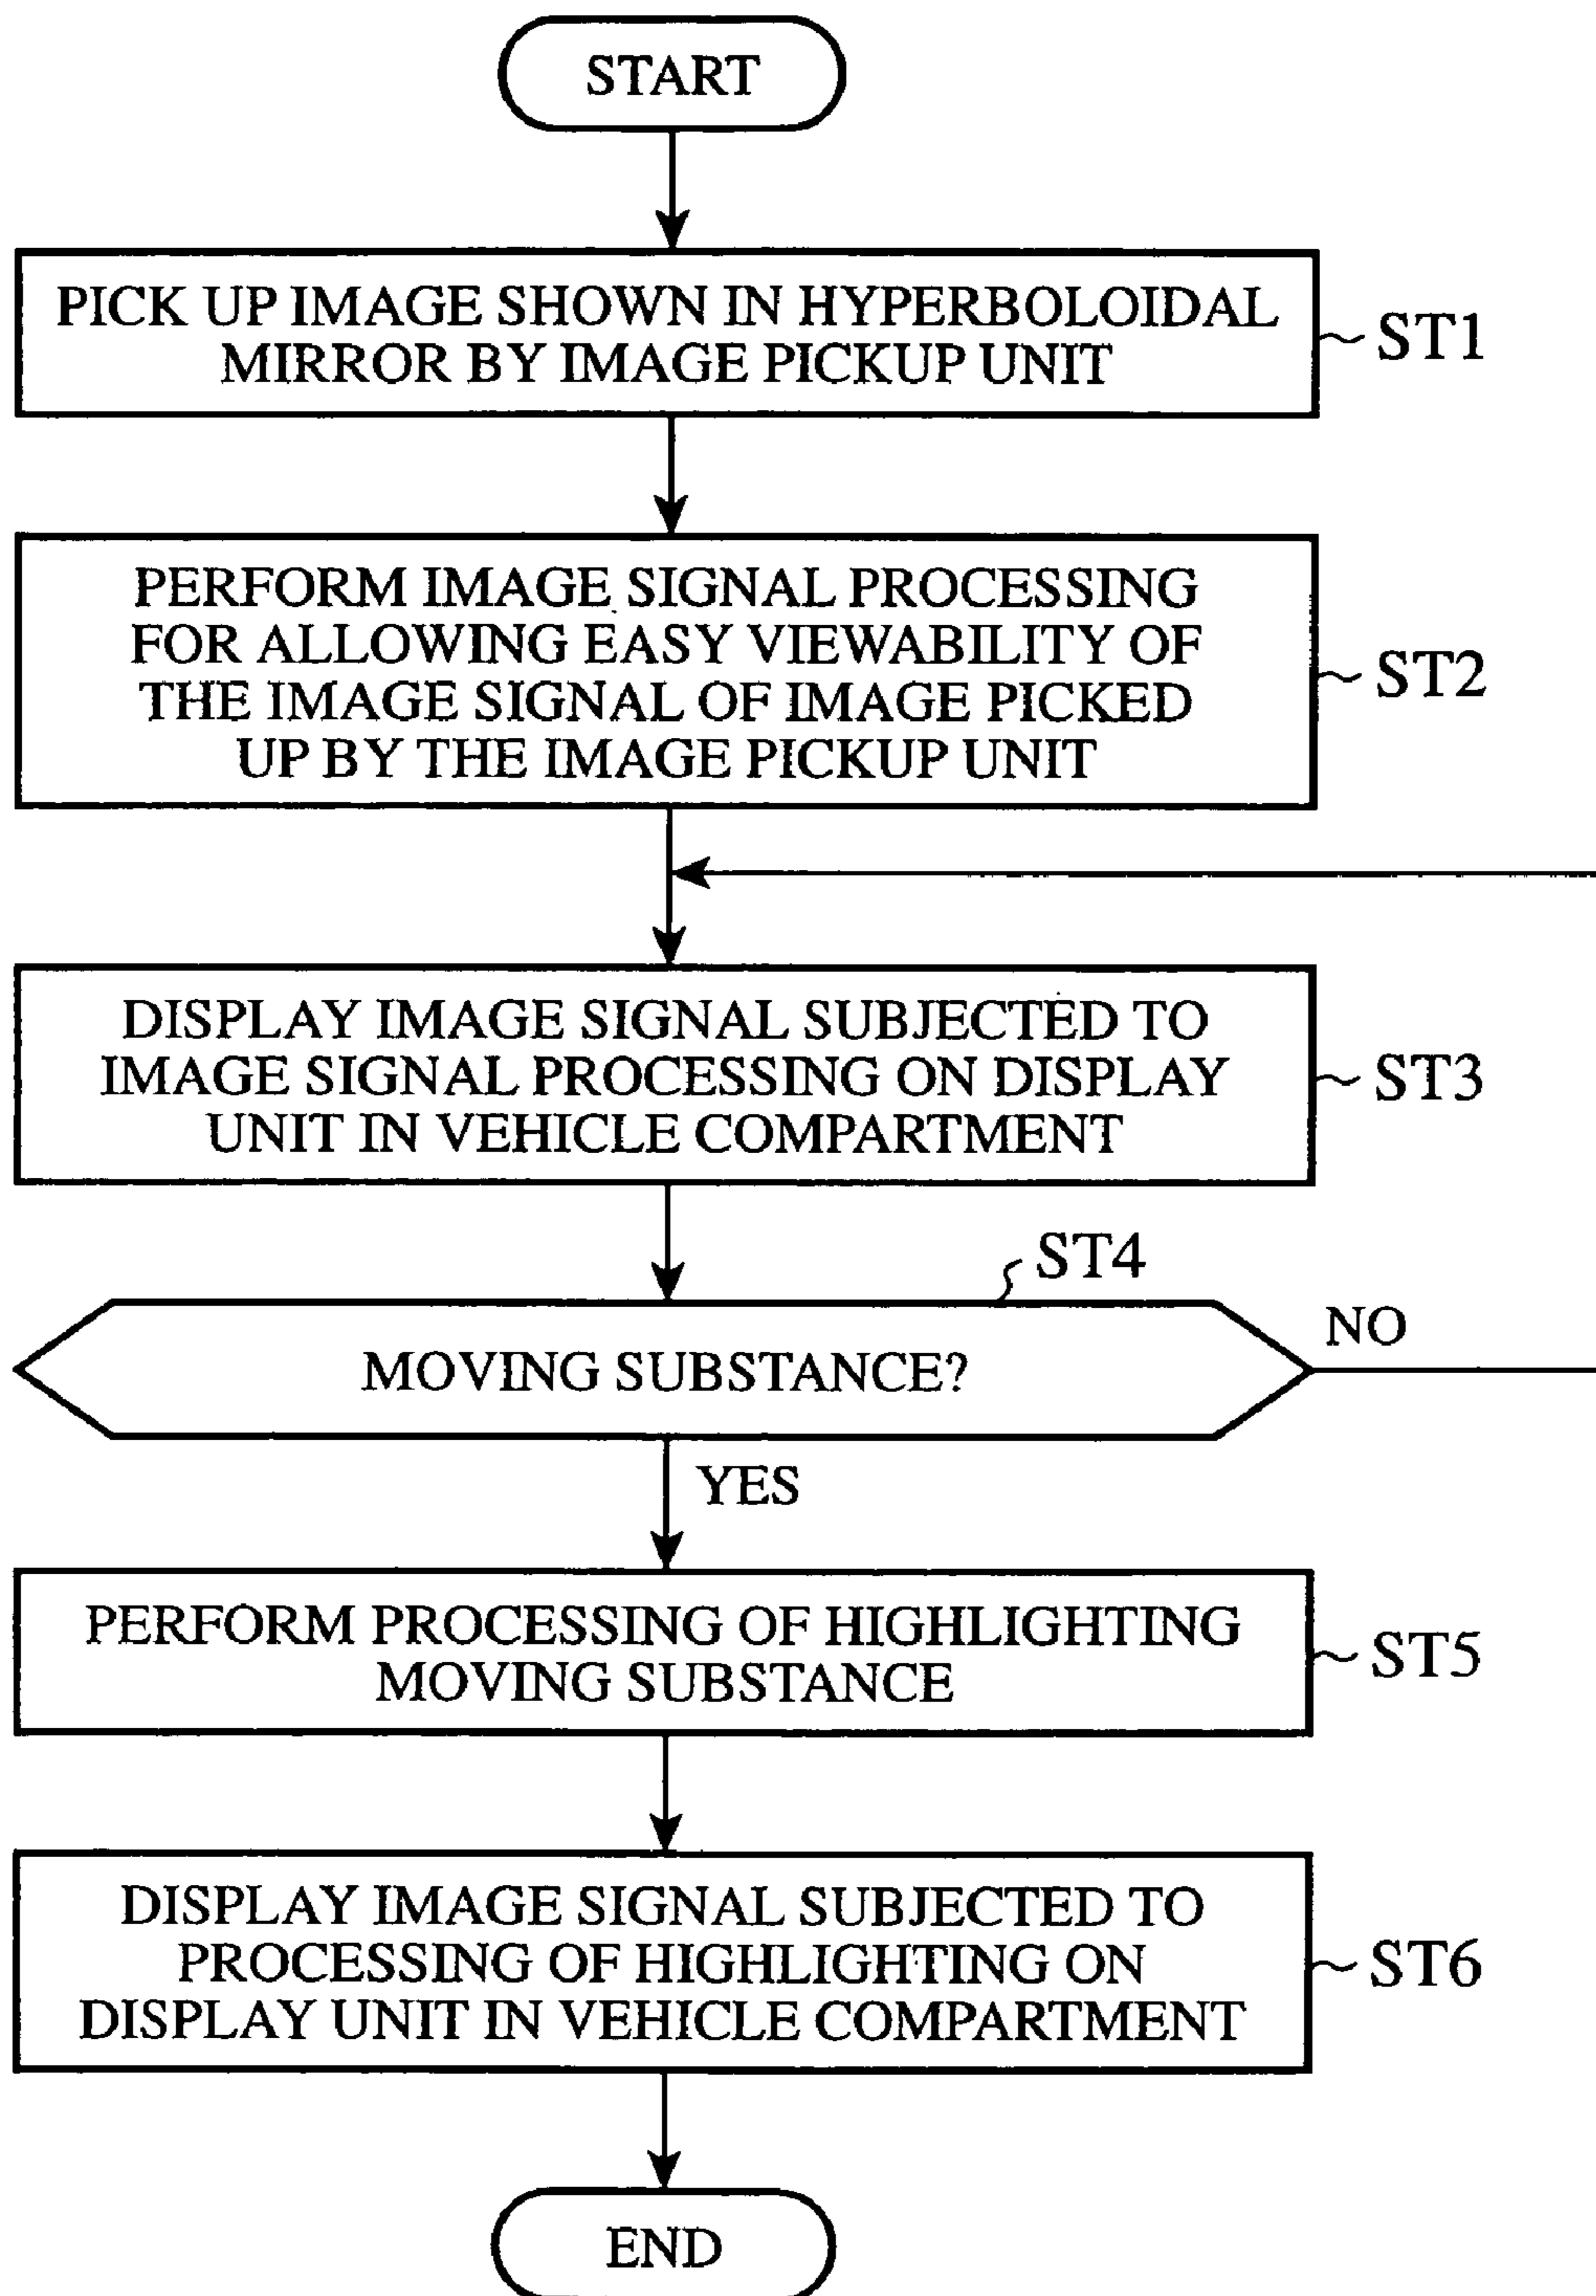 START
PICK UP IMAGE SHOWN IN HYPERBOLOIDAL
MIRROR BY IMAGE PICKUP UNIT
ST1
PERFORM IMAGE SIGNAL PROCESSING
FOR ALLOWING EASY VIEWABILITY OF
THE IMAGE SIGNAL OF IMAGE PICKED
UP BY THE IMAGE PICKUP UNIT
ST2
DISPLAY IMAGE SIGNAL SUBJECTED TO
IMAGE SIGNAL PROCESSING ON DISPLAY
UNIT IN VEHICLE COMPARTMENT
ST3
ST4
MOVING SUBSTANCE?
NO
YES
PERFORM PROCESSING OF HIGHLIGHTING
MOVING SUBSTANCE
ST5
DISPLAY IMAGE SIGNAL SUBJECTED TO
PROCESSING OF HIGHLIGHTING ON
DISPLAY UNIT IN VEHICLE COMPARTMENT
ST6
END